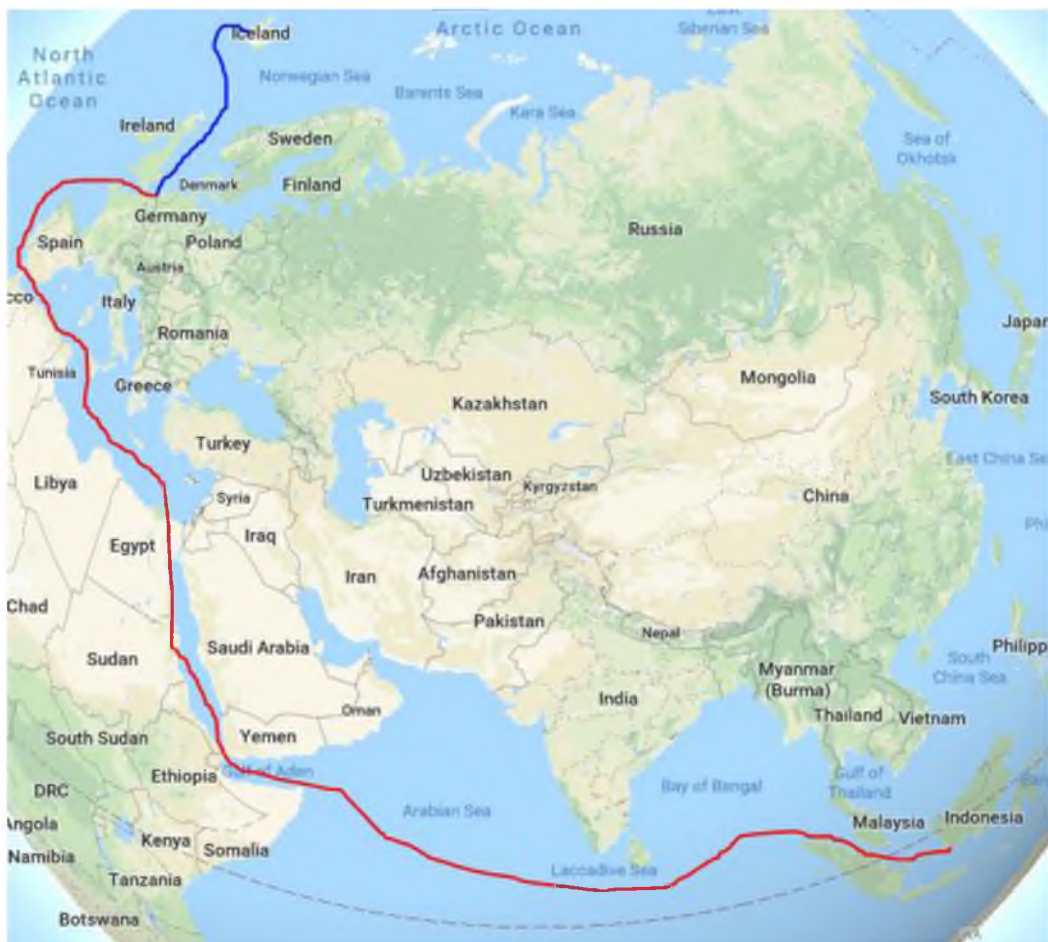 Iceland
Arctic Ocean
Siberian Sea
North
Atlantic
Ocean
Norwegian Sea
Barents Sea
Kara Sea
Ireland
Sweden
Sea of
Okhotsk
Denmark
Finland
Germany
Spain
Poland
Russia
Austria
cco
Italy
Romania
Japan
Tunisia
Greece
Mongolia
Kazakhstan
South Korea
Turkey
East China Sea
Uzbekistan
Kyrgyzstan
Libya
Syria
Turkmenistan
China
Iraq
Egypt
Iran
Afghanistan
Chad
Pakistan
Nepal
Saudi Arabia
Sudan
Philipp
South
China Sea
Myanmar
(Burma)
India
Oman
Thailand
Vietnam
Yemen
South Sudan
Gulf of Aden
Ethiopia
Bay of Bengal
Gulf of
Thailand
DRC
Arabian Sea
Angola
Malaysia
Indonesia
Kenya
Somalia
Namibia
Laccadive Sea
Tanzania
Botswana